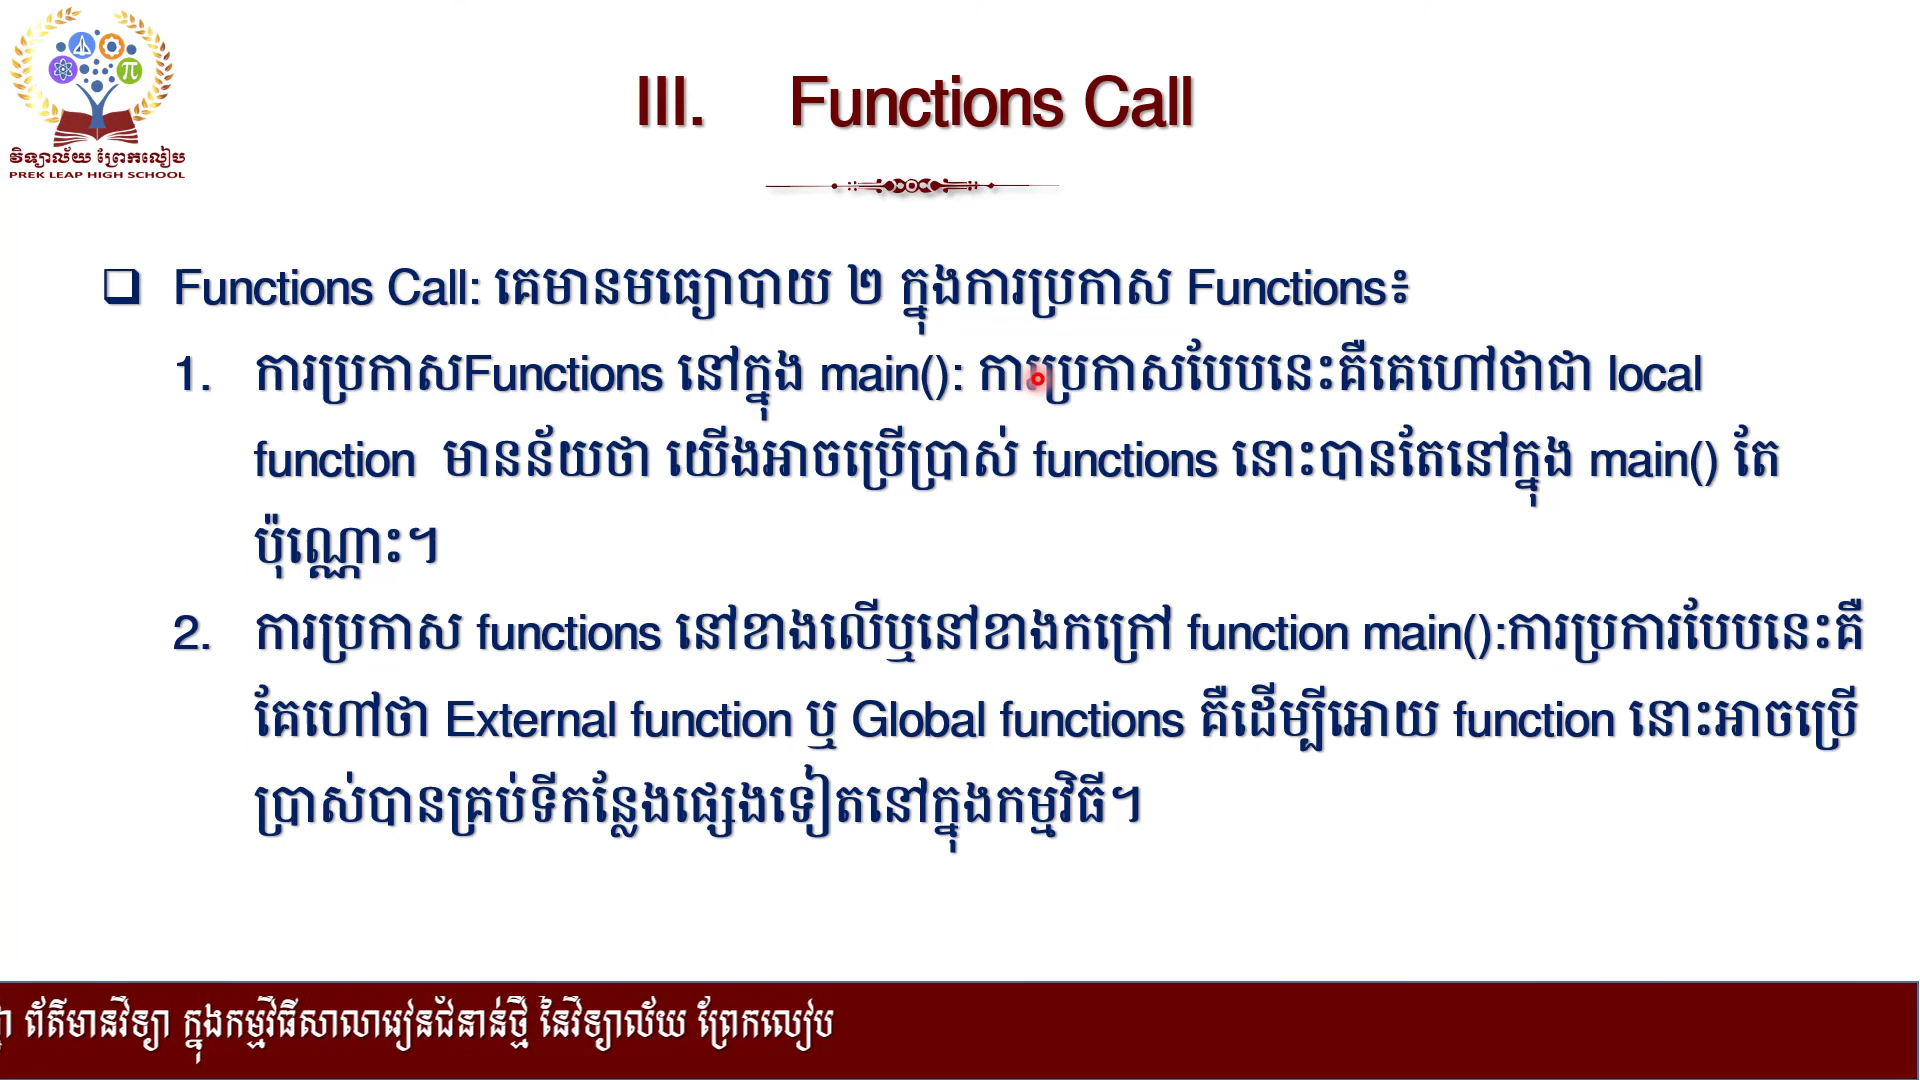 វិទ្យាល័យ ព្រែកលៀប
PREK LEAP HIGH SCHOOL
III. Functions Call
Functions Call: គេមានមធ្យោបាយ ២ ក្នុងការប្រកាស Functions៖
1. ការប្រកាសFunctions នៅក្នុង main(): ការប្រកាសបែបនេះគឺគេហៅថាជា local
function មានន័យថា យើងអាចប្រើប្រាស់ functions នោះបានតែនៅក្នុង main() តែ
ប៉ុណ្ណោះ។
2. ការប្រកាស functions នៅខាងលើឬនៅខាងកក្រៅ function main():ការប្រការបែបនេះគឺ
គែហៅថា External function ឬ Global functions គឺដើម្បីអោយ function នោះអាចប្រើ
ប្រាស់បានគ្រប់ទីកន្លែងផ្សេងទៀតនៅក្នុងកម្មវិធី។
ព័ត៌មានវិទ្យា ក្នុងកម្មវិធីសាលារៀនជំនាន់ថ្មី នៃវិទ្យាល័យ ព្រែកលៀប